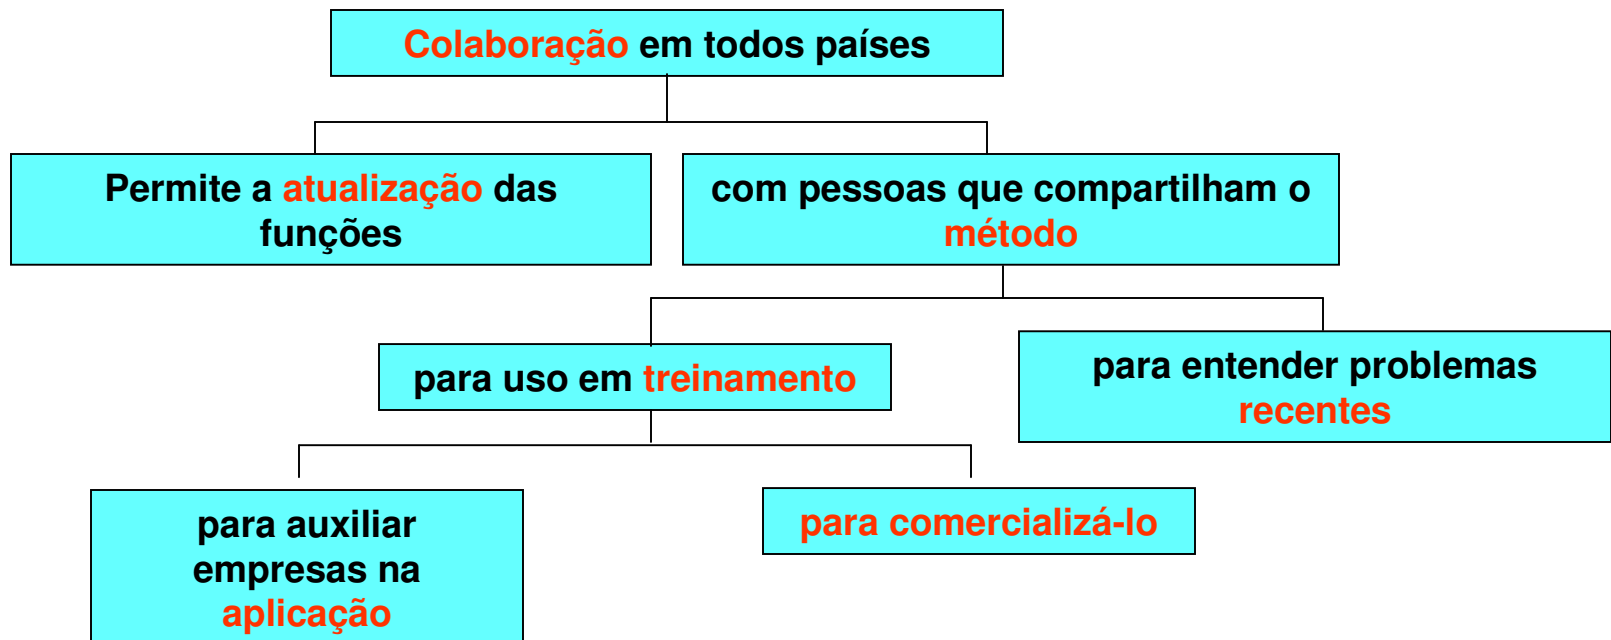 Colaboração em todos países
Permite a atualização das
funções
com pessoas que compartilham o
método
para uso em treinamento
para entender problemas
recentes
para auxiliar
empresas na
aplicação
para comercializá-lo